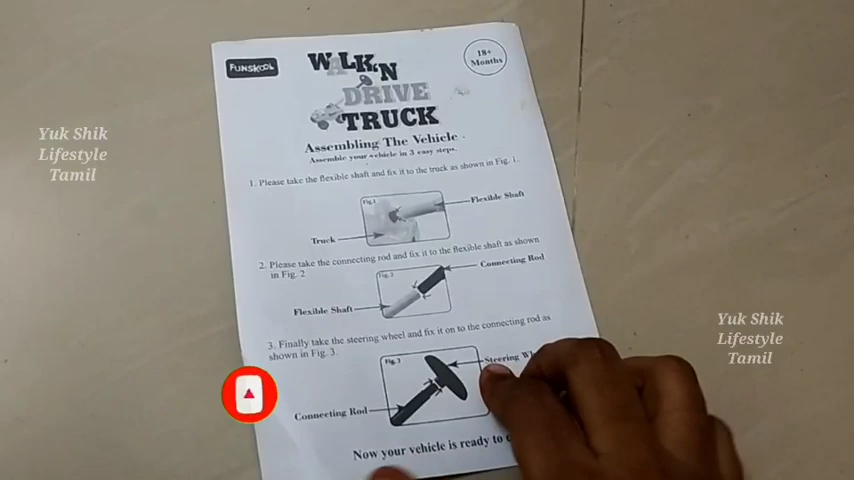 FUNSKOOL
WALK'N
DRIVE
TRUCK
18+
Months
Assembling The Vehicle
Assemble your vehicle in 3 easy steps.
1. Please take the flexible shaft and fix it to the truck as shown in Fig. 1.
Fig.1
Flexible Shaft
Truck
2. Please take the connecting rod and fix it to the flexible shaft as shown
in Fig. 2
Fig. 2
Connecting Rod
Flexible Shaft
3. Finally take the steering wheel and fix it on to the connecting rod as
shown in Fig. 3.
Fig. 3
Steering
Connecting Rod
Now your vehicle is ready to
Yuk Shik
Lifestyle
Tamil
Yuk Shik
Lifestyle
Tamil